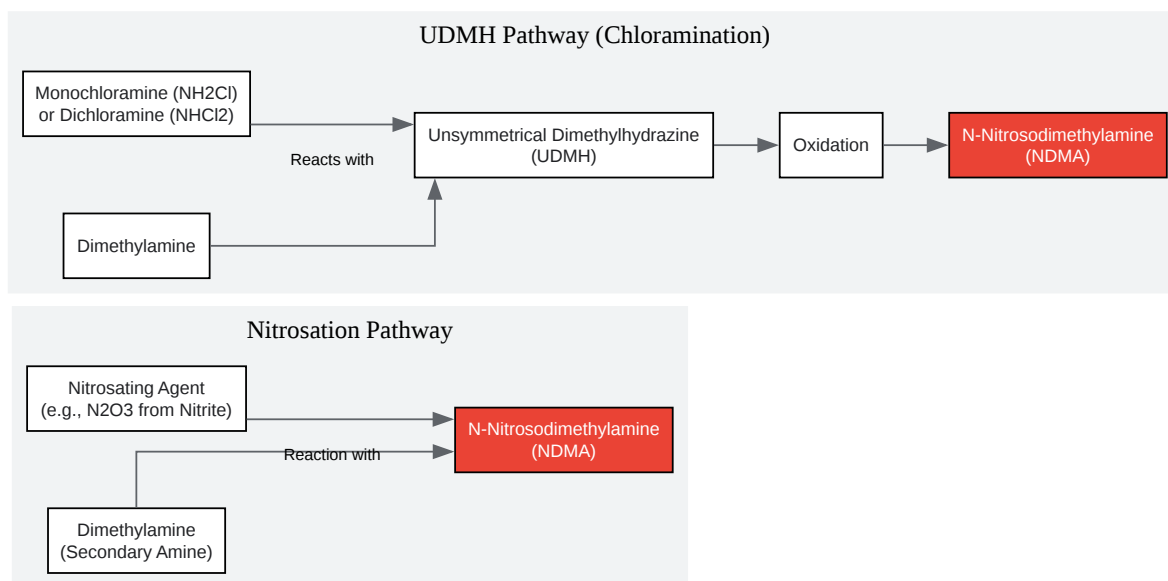 UDMH Pathway (Chloramination)
Monochloramine (NH2Cl)
or Dichloramine (NHCl2)
Reacts with
Unsymmetrical Dimethylhydrazine
(UDMH)
Oxidation
N-Nitrosodimethylamine
(NDMA)
Dimethylamine
Nitrosation Pathway
Nitrosating Agent
(e.g., N2O3 from Nitrite)
Reaction with
N-Nitrosodimethylamine
(NDMA)
Dimethylamine
(Secondary Amine)